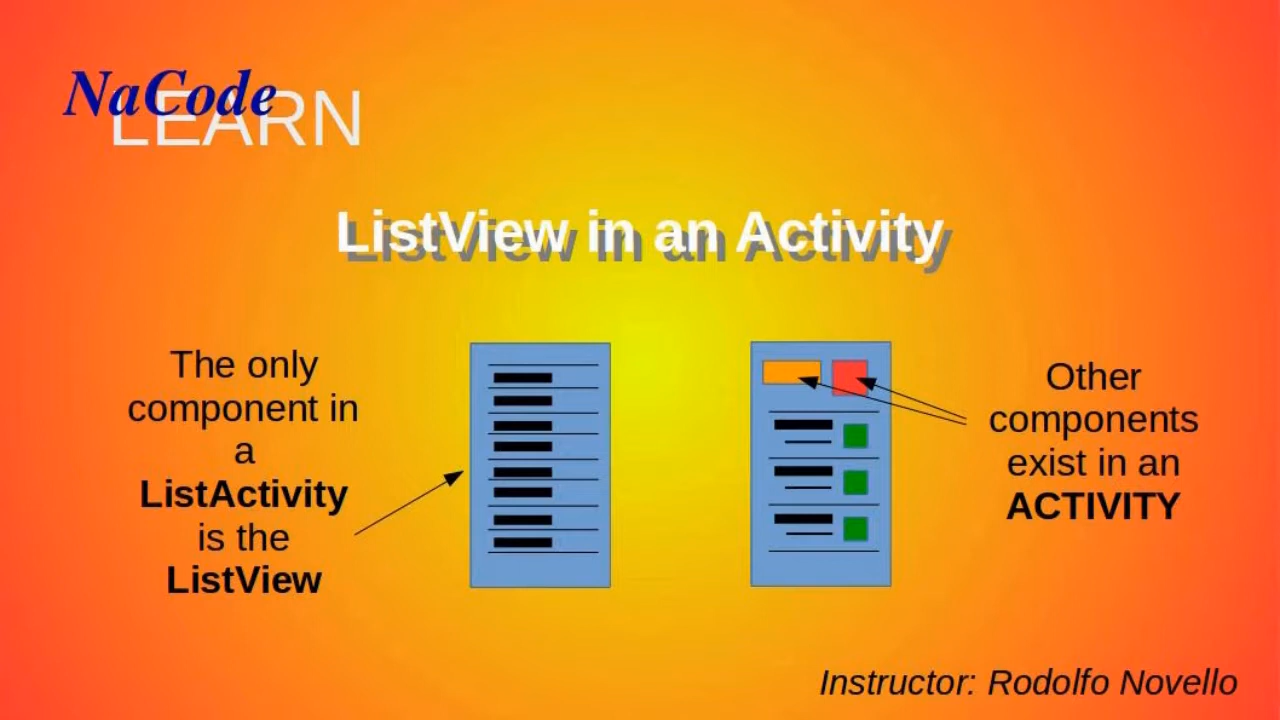 NaCode
LEARN
ListView in an Activity
The only
component in
a
ListActivity
is the
ListView
Other
components
exist in an
ACTIVITY
Instructor: Rodolfo Novello